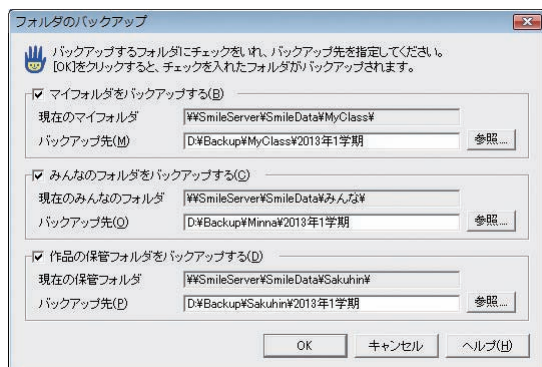 フォルダのバックアップ
バックアップするフォルダにチェックをいれ、バックアップ先を指定してください。
[OK]をクリックすると、チェックを入れたフォルダがバックアップされます。
マイフォルダをバックアップする(B)
現在のマイフォルダ ¥¥SmileServer¥SmileData¥MyClass¥
バックアップ先(M) D:¥Backup¥MyClass¥2013年1学期 参照...
みんなのフォルダをバックアップする(C)
現在のみんなのフォルダ ¥¥SmileServer¥SmileData¥みんな¥
バックアップ先(O) D:¥Backup¥Minna¥2013年1学期 参照...
作品の保管フォルダをバックアップする(D)
現在の保管フォルダ ¥¥SmileServer¥SmileData¥Sakuhin¥
バックアップ先(P) D:¥Backup¥Sakuhin¥2013年1学期 参照...
OK キャンセル ヘルプ(H)